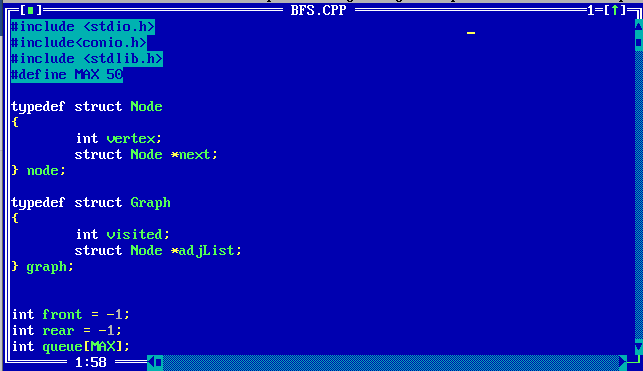 [■] BFS.CPP 1=[↑]
#include <stdio.h>
#include<conio.h>
#include <stdlib.h>
#define MAX 50
typedef struct Node
{
int vertex;
struct Node *next;
} node;
typedef struct Graph
{
int visited;
struct Node *adjList;
} graph;
int front = -1;
int rear = -1;
int queue[MAX];
1:58